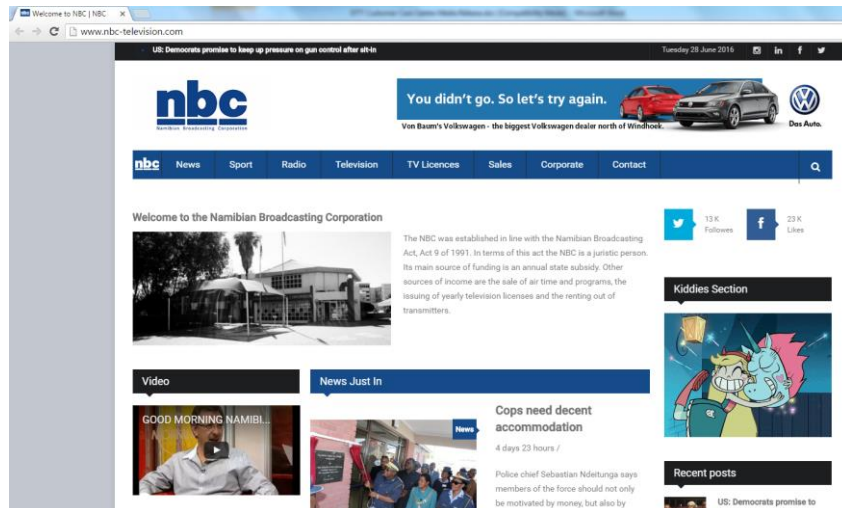 Welcome to NBC | NBC
www.nbc-television.com
US: Democrats promise to keep up pressure on gun control after sit-in
Tuesday 28 June 2016
nbc
Namibian Broadcasting Corporation
You didn't go. So let's try again.
Von Baum's Volkswagen - the biggest Volkswagen dealer north of Windhoek.
Das Auto.
nbc News Sport Radio Television TV Licences Sales Corporate Contact
Welcome to the Namibian Broadcasting Corporation
The NBC was established in line with the Namibian Broadcasting
Act, Act 9 of 1991. In terms of this act the NBC is a juristic person.
Its main source of funding is an annual state subsidy. Other
sources of income are the sale of air time and programs, the
issuing of yearly television licenses and the renting out of
transmitters.
13 K
Followes
23 K
Likes
Kiddies Section
Video
GOOD MORNING NAMIBI...
News Just In
News
Cops need decent
accommodation
4 days 23 hours /
Police chief Sebastian Ndeitunga says
members of the force should not only
be motivated by money, but also by
Recent posts
US: Democrats promise to